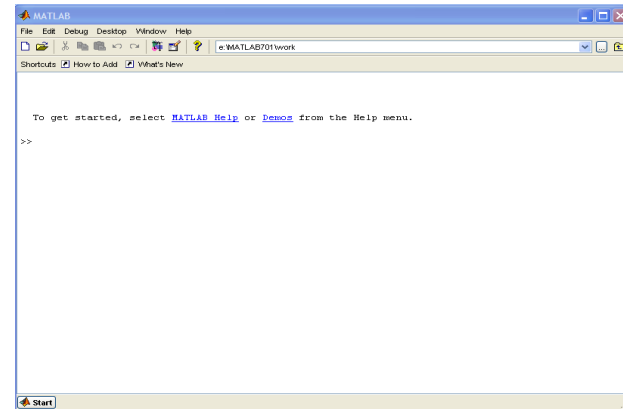 MATLAB
File Edit Debug Desktop Window Help
e:\MATLAB701\work
Shortcuts How to Add What's New
To get started, select MATLAB Help or Demos from the Help menu.
>>
Start